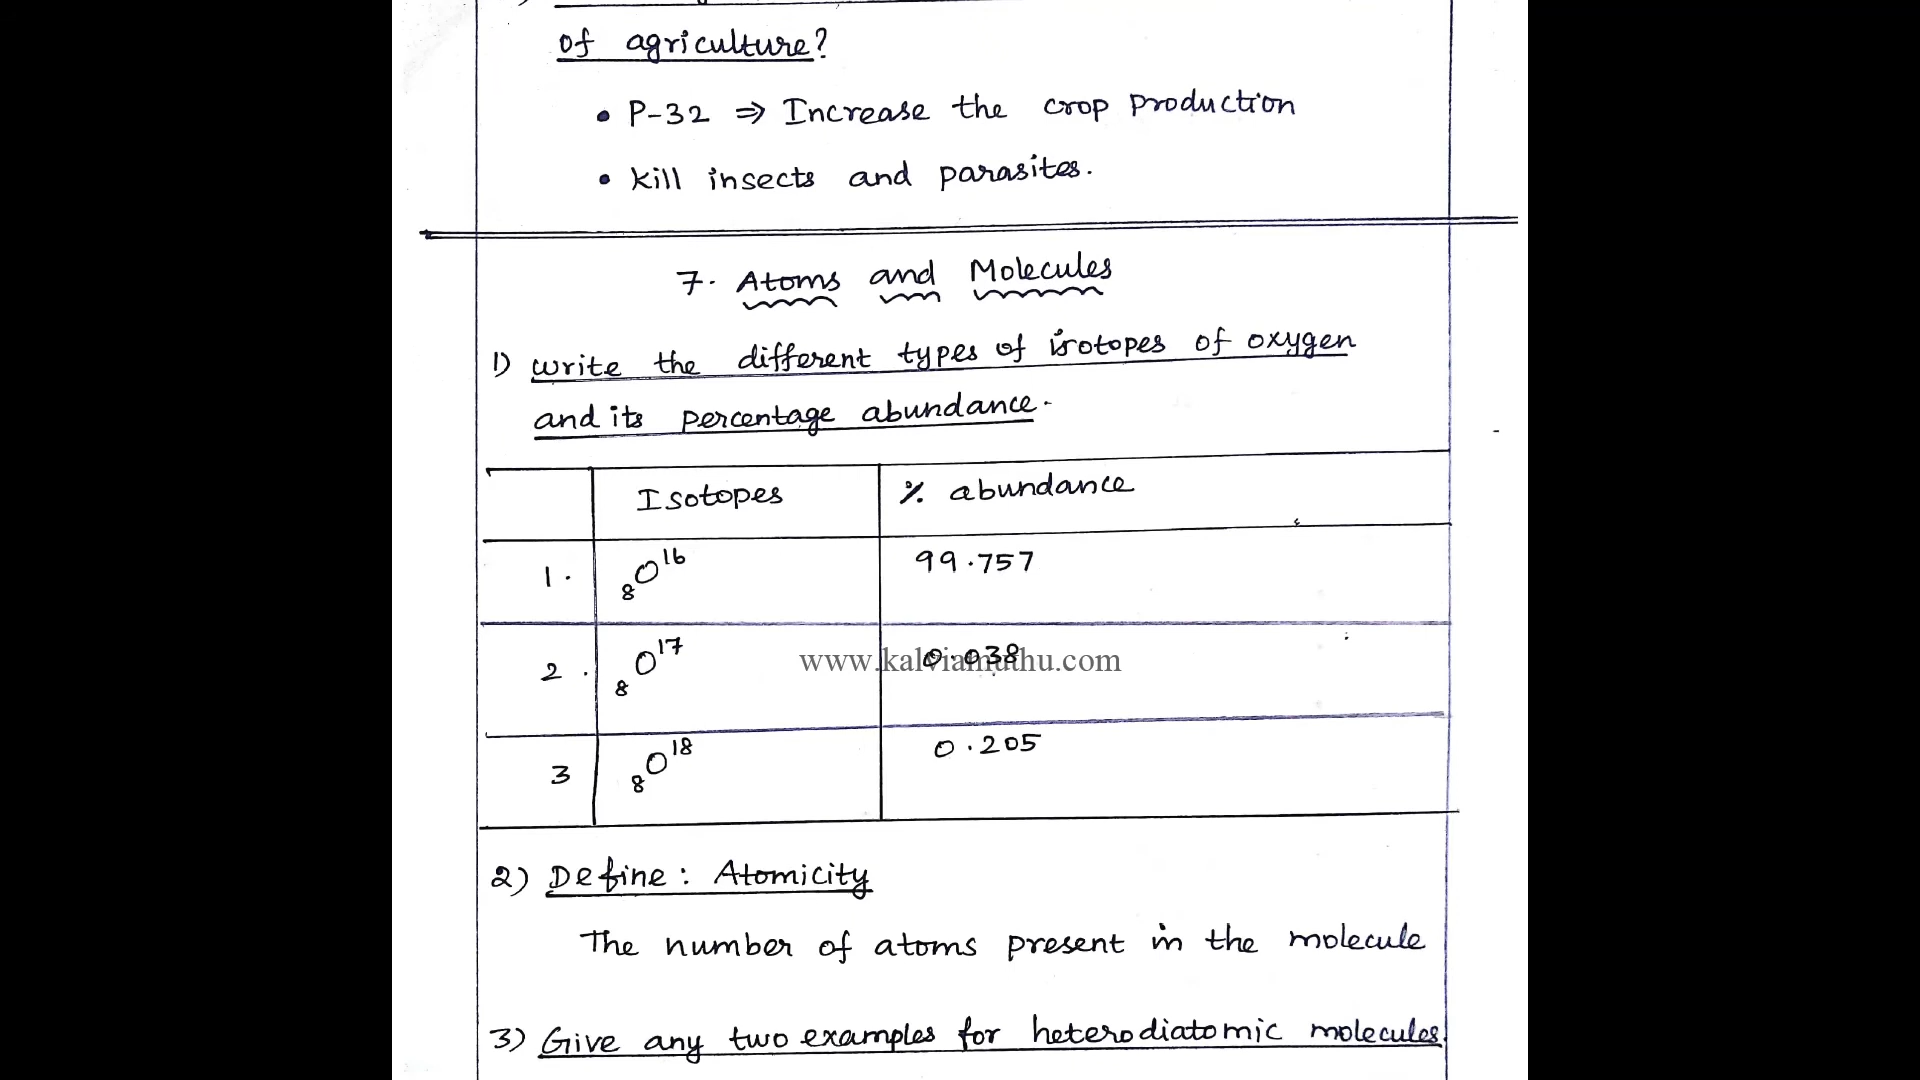 of agriculture?
• P-32 ⇒ Increase the crop production
• kill insects and parasites.
7. Atoms and Molecules
1) write the different types of isotopes of oxygen
and its percentage abundance.
Isotopes % abundance
1. ₈O¹⁶ 99.757
2. ₈O¹⁷ 0.038
www.kalviamuthu.com
3 ₈O¹⁸ 0.205
2) Define: Atomicity
The number of atoms present in the molecule
3) Give any two examples for heterodiatomic molecules.